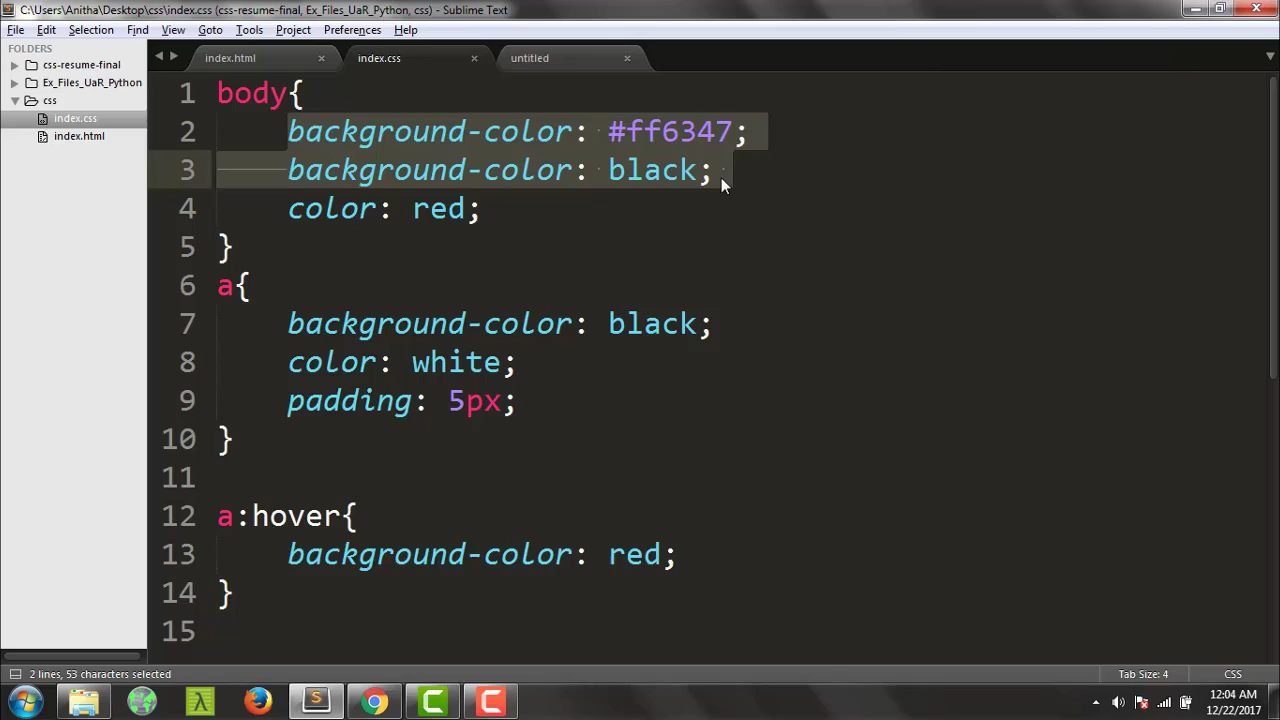 C:\Users\Anitha\Desktop\css\index.css (css-resume-final, Ex_Files_UaR_Python, css) - Sublime Text
File Edit Selection Find View Goto Tools Project Preferences Help
FOLDERS
css-resume-final
Ex_Files_UaR_Python
css
index.css
index.html
index.html index.css untitled
1 body{
2 background-color: #ff6347;
3 background-color: black;
4 color: red;
5 }
6 a{
7 background-color: black;
8 color: white;
9 padding: 5px;
10 }
11
12 a:hover{
13 background-color: red;
14 }
15
2 lines, 53 characters selected
Tab Size: 4 CSS
12:04 AM
12/22/2017